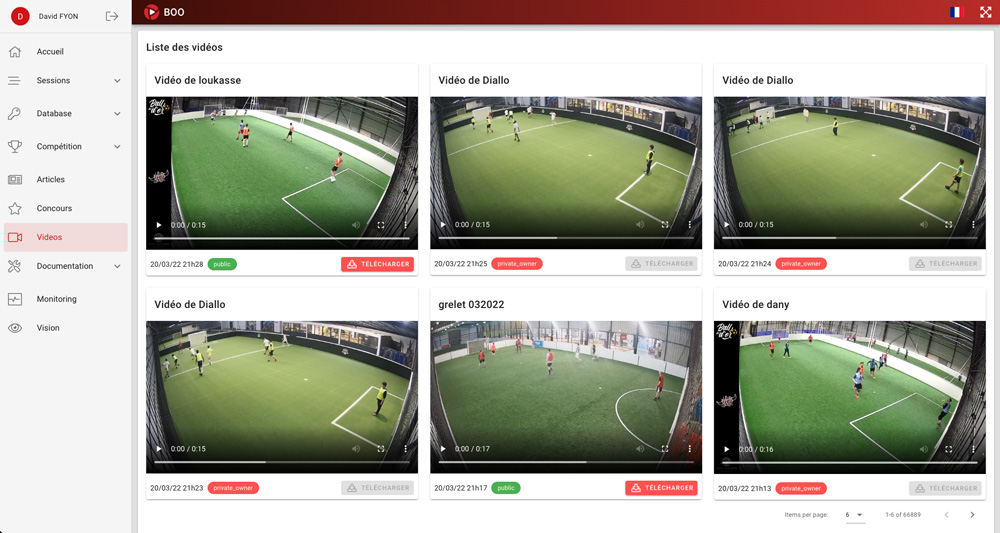 D David FYON
BOO
Accueil
Sessions
Database
Compétition
Articles
Concours
Videos
Documentation
Monitoring
Vision
Liste des vidéos
Vidéo de loukasse
0:00 / 0:15
20/03/22 21h28 public TÉLÉCHARGER
Vidéo de Diallo
0:00 / 0:15
20/03/22 21h25 private_owner TÉLÉCHARGER
Vidéo de Diallo
0:00 / 0:15
20/03/22 21h24 private_owner TÉLÉCHARGER
Vidéo de Diallo
0:00 / 0:15
20/03/22 21h23 private_owner TÉLÉCHARGER
grelet 032022
0:00 / 0:17
20/03/22 21h17 public TÉLÉCHARGER
Vidéo de dany
0:00 / 0:16
20/03/22 21h13 private_owner TÉLÉCHARGER
Items per page: 6 1-6 of 66889